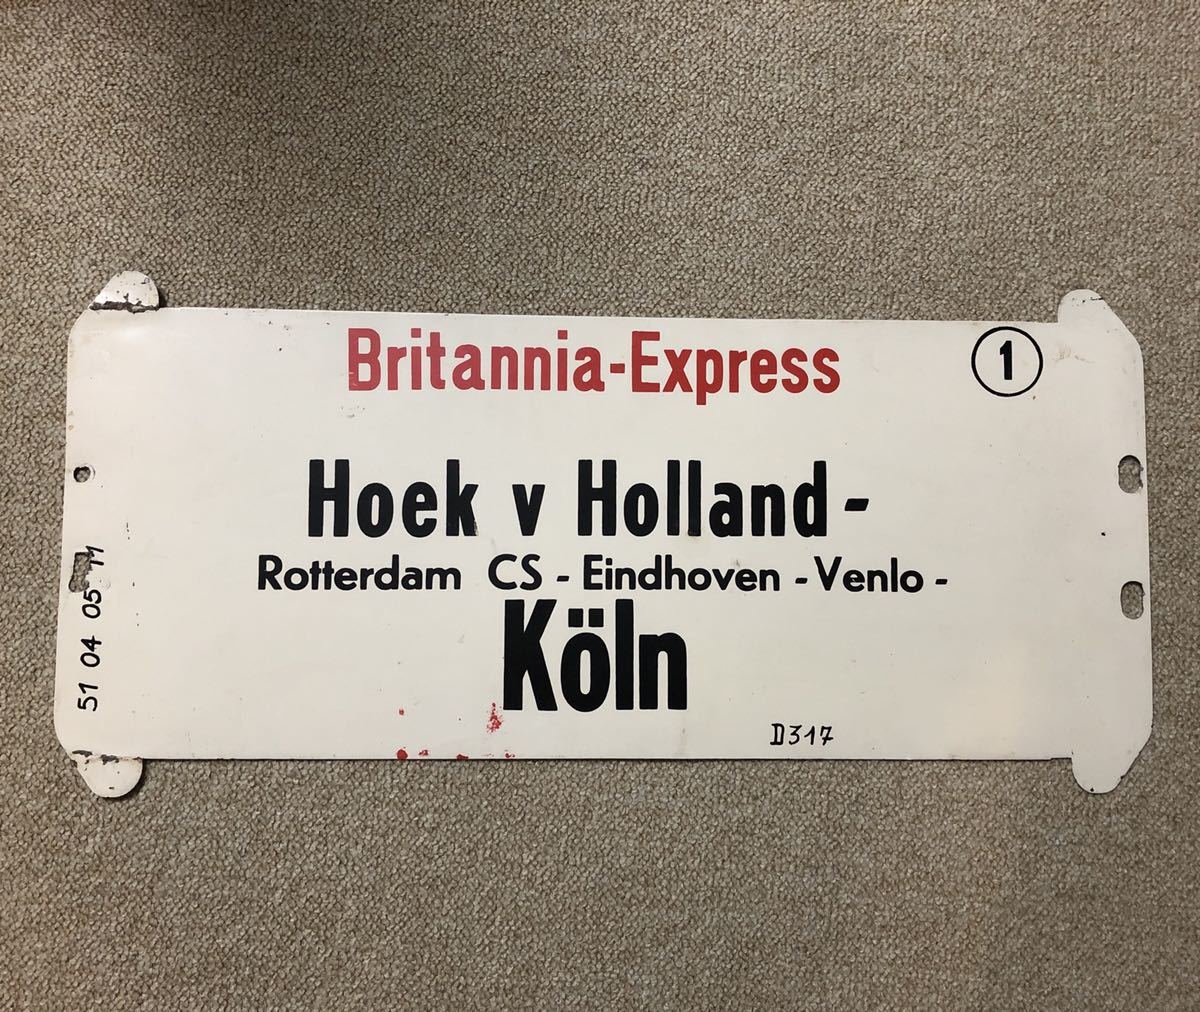 Britannia-Express
1
Hoek v Holland-
Rotterdam CS - Eindhoven - Venlo -
Köln
D317
51 04 05 11